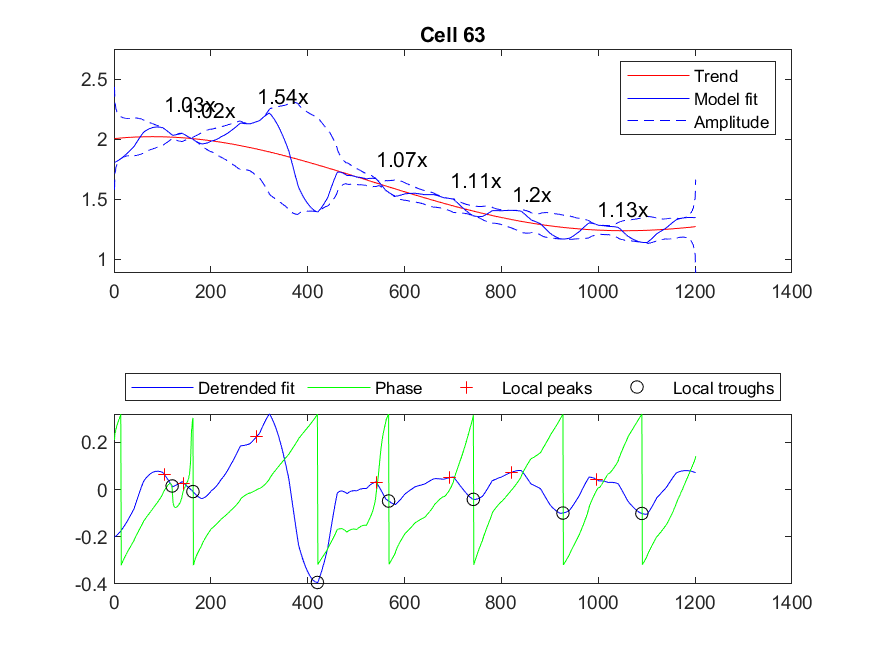 Cell 63
2.5
2
1.5
1
1.03x
1.02x
1.54x
1.07x
1.11x
1.2x
1.13x
Trend
Model fit
Amplitude
0 200 400 600 800 1000 1200 1400
Detrended fit Phase Local peaks Local troughs
0.2
0
-0.2
-0.4
0 200 400 600 800 1000 1200 1400